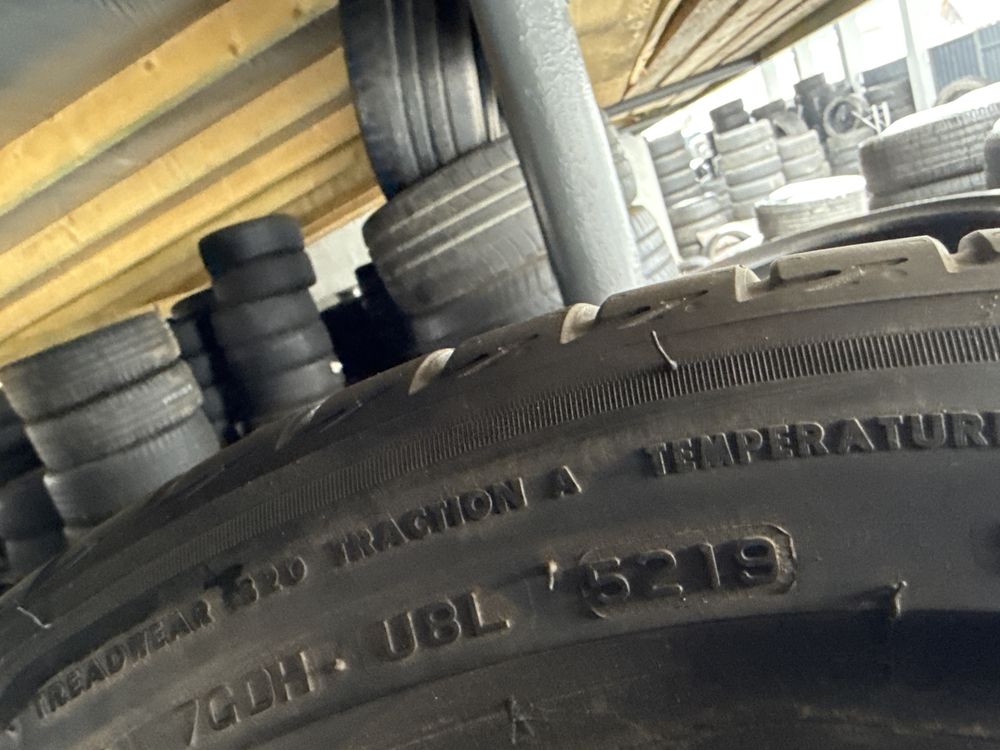 TREADWEAR 320 TRACTION A TEMPERATURE
7GDH U8L 5219